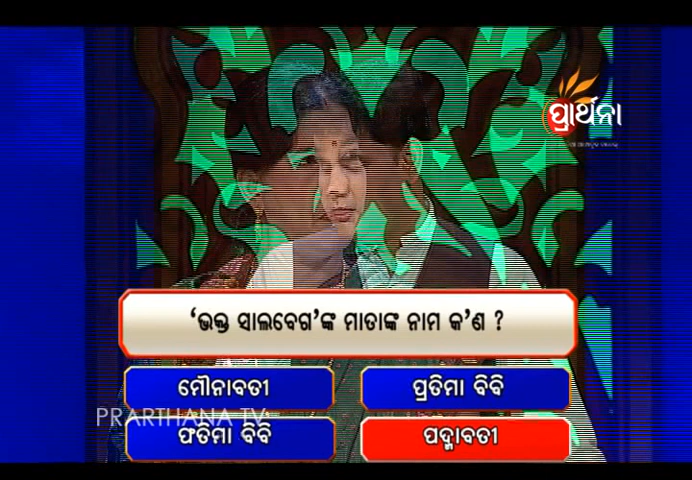 ପ୍ରାର୍ଥନା
‘ଭକ୍ତ ସାଲବେଗ’ଙ୍କ ମାତାଙ୍କ ନାମ କ’ଣ ?
ମୌନାବତୀ
ପ୍ରତିମା ବିବି
PRARTHANA TV
ଫତିମା ବିବି
ପଦ୍ମାବତୀ